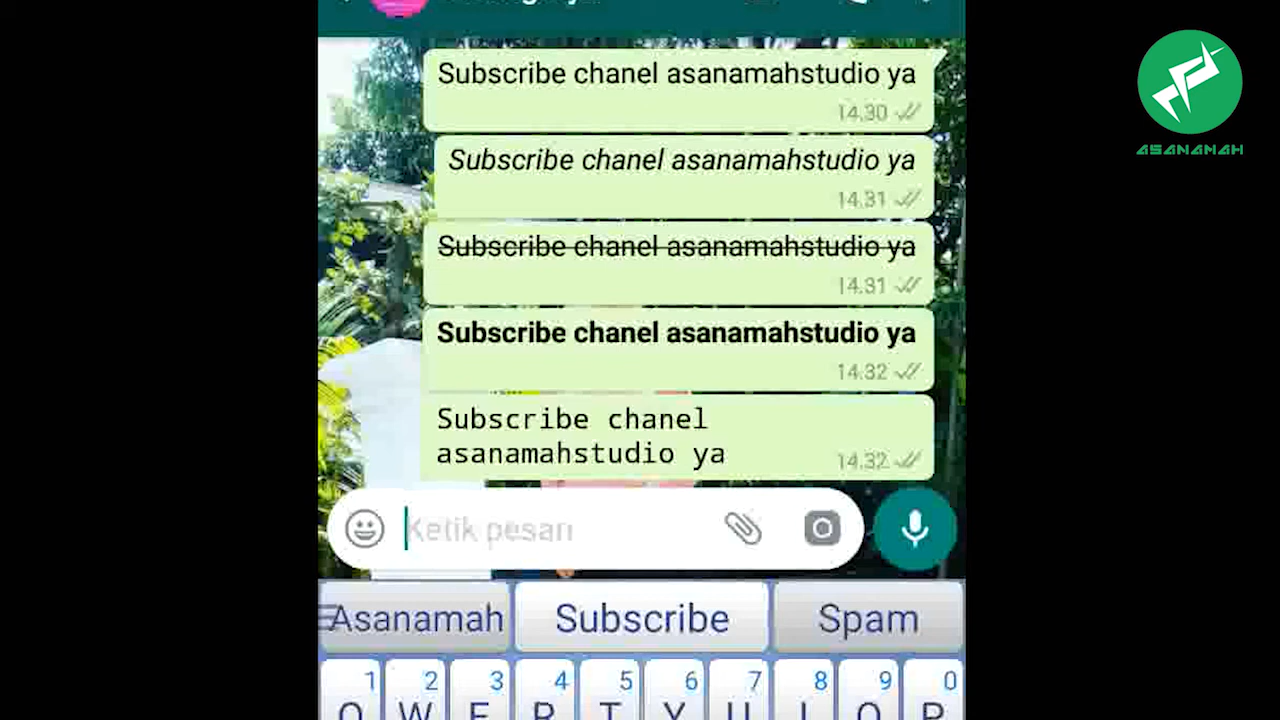 Subscribe chanel asanamahstudio ya
14.30
ASANAMAH
Subscribe chanel asanamahstudio ya
14.31
Subscribe chanel asanamahstudio ya
14.31
Subscribe chanel asanamahstudio ya
14.32
Subscribe chanel
asanamahstudio ya
14.32
Ketik pesan
Asanamah Subscribe Spam
1 2 3 4 5 6 7 8 9 0
Q W E R T Y U I O P